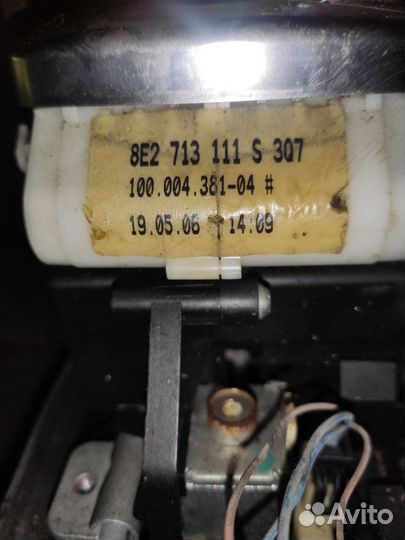 8E2 713 111 S 3Q7
100.004.381-04 #
19.05.06 14:09
Avito